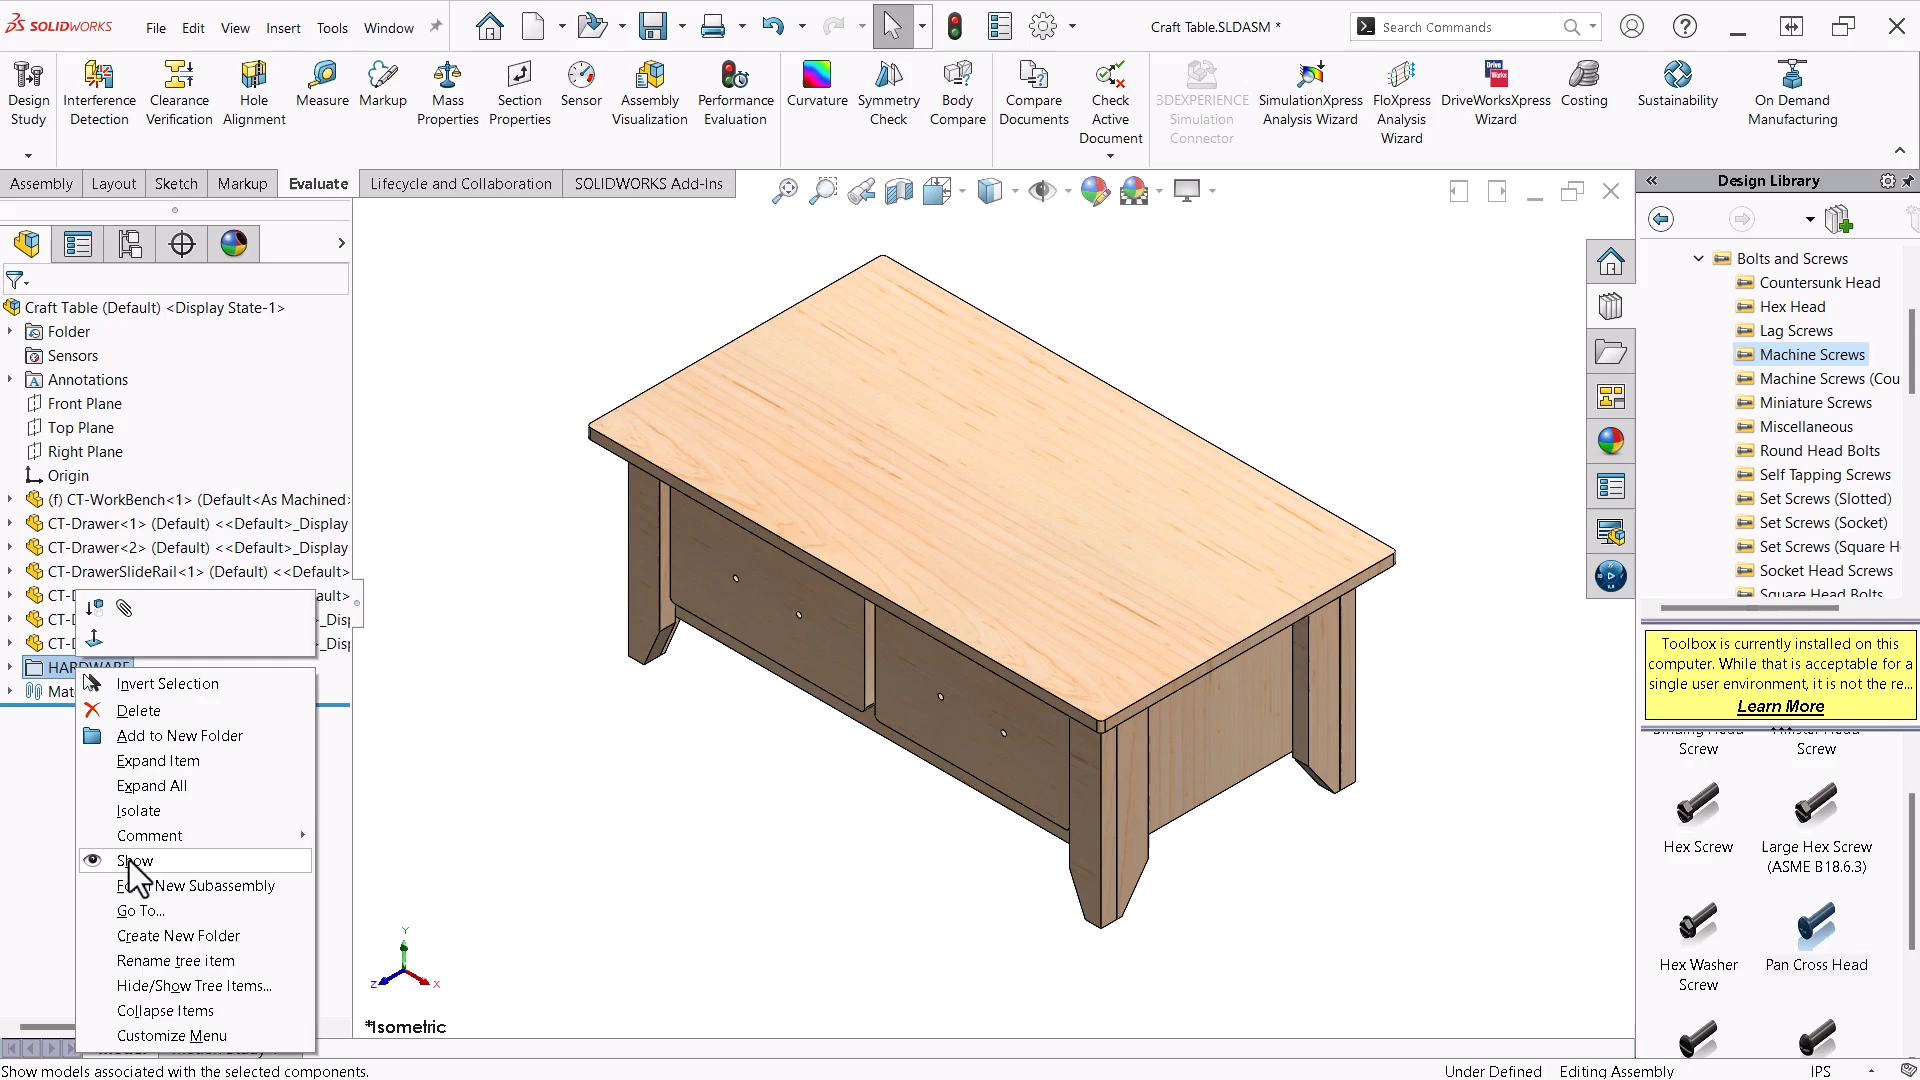 SOLIDWORKS
File Edit View Insert Tools Window
Craft Table.SLDASM *
Search Commands
Design Study
Interference Detection
Clearance Verification
Hole Alignment
Measure
Markup
Mass Properties
Section Properties
Sensor
Assembly Visualization
Performance Evaluation
Curvature
Symmetry Check
Body Compare
Compare Documents
Check Active Document
3DEXPERIENCE Simulation Connector
SimulationXpress Analysis Wizard
FloXpress Analysis Wizard
DriveWorksXpress Wizard
Costing
Sustainability
On Demand Manufacturing
Assembly Layout Sketch Markup Evaluate Lifecycle and Collaboration SOLIDWORKS Add-Ins
Craft Table (Default) <Display State-1>
Folder
Sensors
Annotations
Front Plane
Top Plane
Right Plane
Origin
(f) CT-WorkBench<1> (Default<As Machined>
CT-Drawer<1> (Default) <<Default>_Display
CT-Drawer<2> (Default) <<Default>_Display
CT-DrawerSlideRail<1> (Default) <<Default>
HARDWARE
Invert Selection
Delete
Add to New Folder
Expand Item
Expand All
Isolate
Comment
Show
New Subassembly
Go To...
Create New Folder
Rename tree item
Hide/Show Tree Items...
Collapse Items
Customize Menu
Y
Z
X
*Isometric
Design Library
Bolts and Screws
Countersunk Head
Hex Head
Lag Screws
Machine Screws
Machine Screws (Cou
Miniature Screws
Miscellaneous
Round Head Bolts
Self Tapping Screws
Set Screws (Slotted)
Set Screws (Socket)
Set Screws (Square H
Socket Head Screws
Square Head Bolts
Toolbox is currently installed on this
computer. While that is acceptable for a
single user environment, it is not the re...
Learn More
Screw
Screw
Hex Screw
Large Hex Screw (ASME B18.6.3)
Hex Washer Screw
Pan Cross Head
Show models associated with the selected components.
Under Defined Editing Assembly IPS